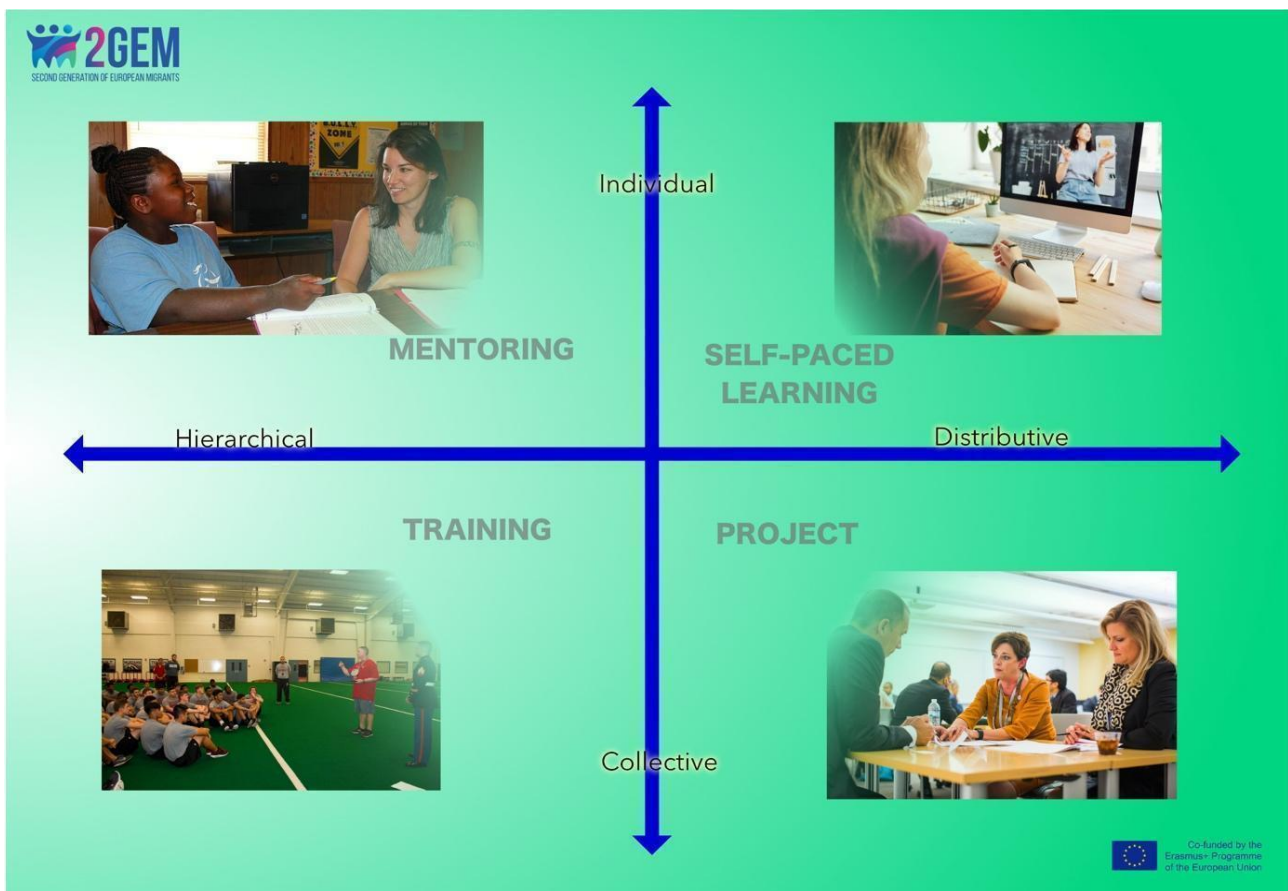 2GEM
SECOND GENERATION OF EUROPEAN MIGRANTS
ZONE
Individual
MENTORING
SELF-PACED
LEARNING
Hierarchical
Distributive
TRAINING
PROJECT
Collective
Co-funded by the
Erasmus+ Programme
of the European Union